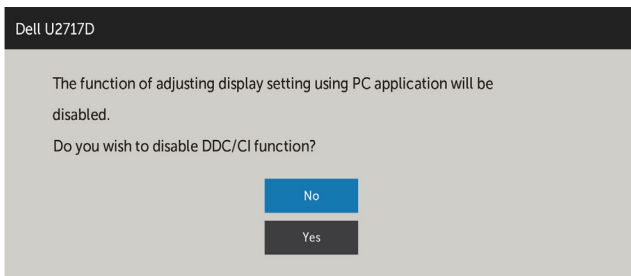 Dell U2717D
The function of adjusting display setting using PC application will be
disabled.
Do you wish to disable DDC/CI function?
No
Yes